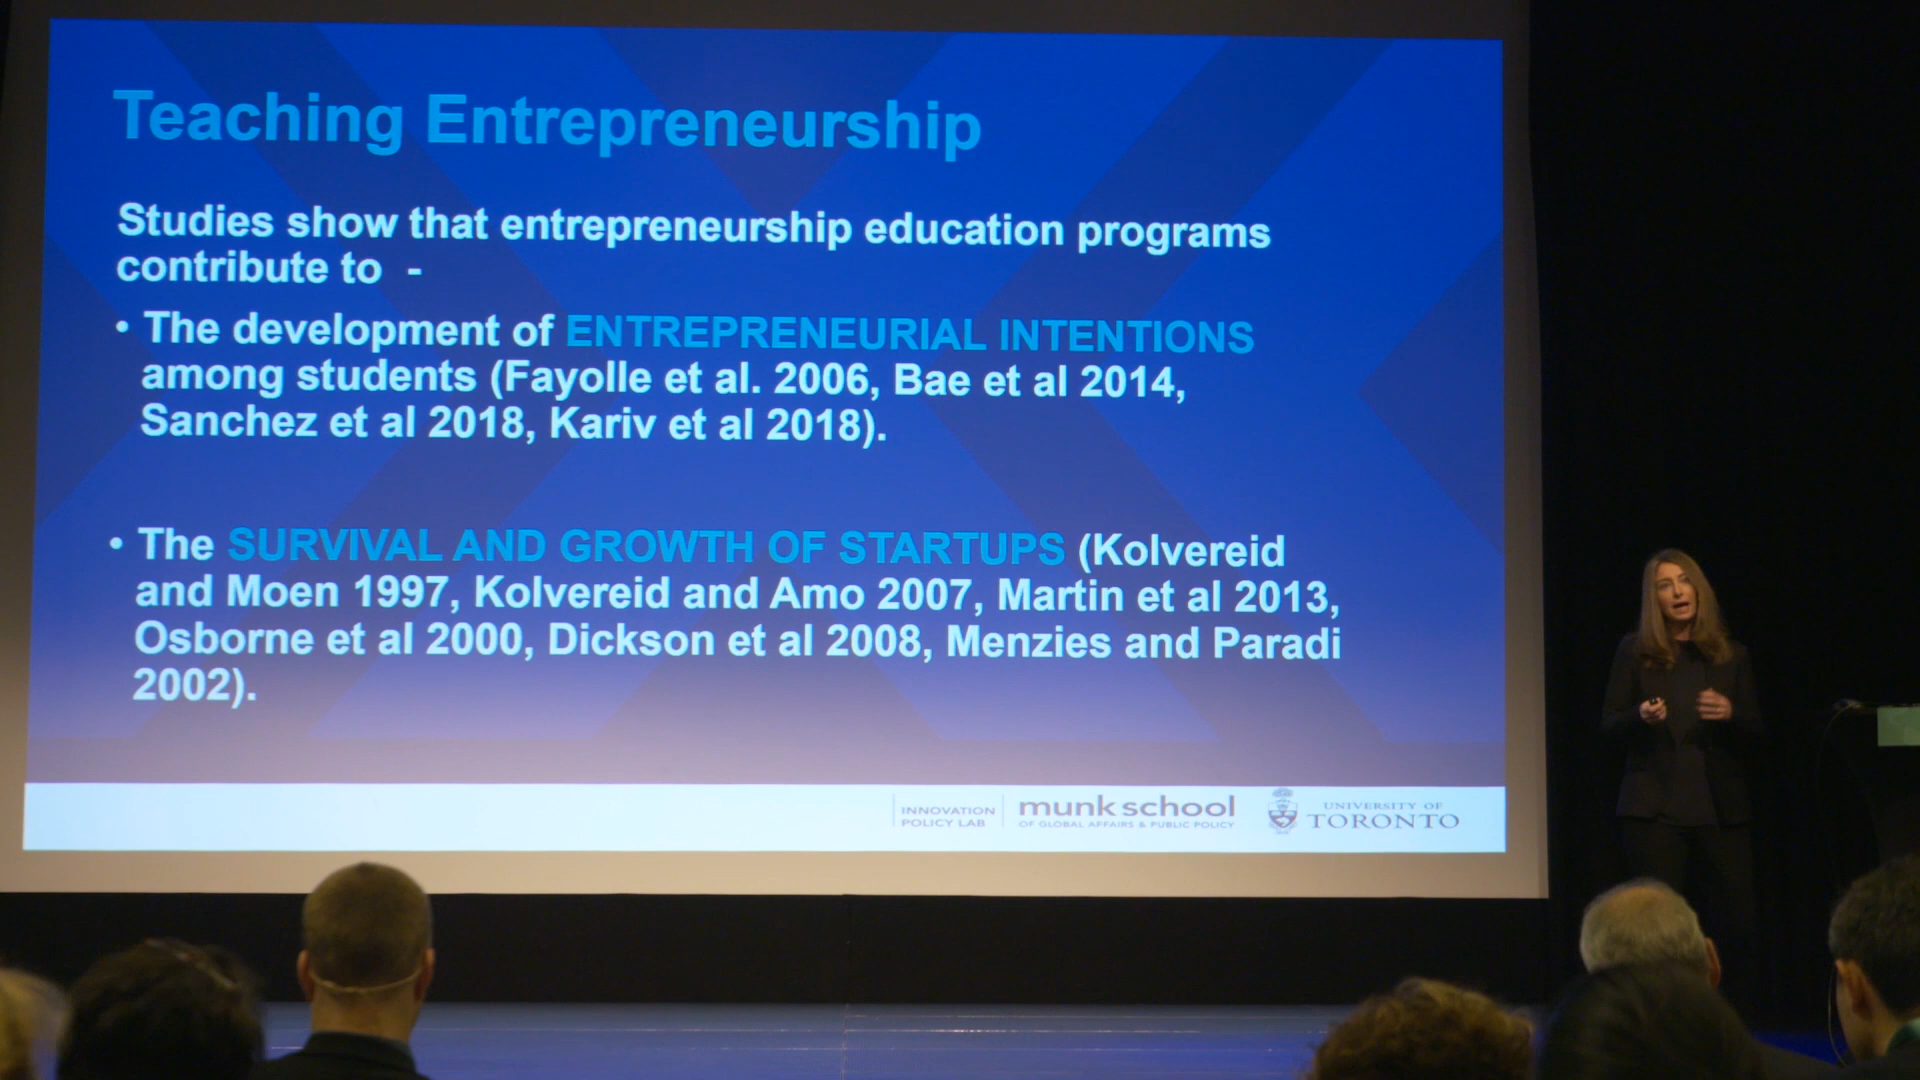 Teaching Entrepreneurship
Studies show that entrepreneurship education programs
contribute to -
• The development of ENTREPRENEURIAL INTENTIONS
among students (Fayolle et al. 2006, Bae et al 2014,
Sanchez et al 2018, Kariv et al 2018).
• The SURVIVAL AND GROWTH OF STARTUPS (Kolvereid
and Moen 1997, Kolvereid and Amo 2007, Martin et al 2013,
Osborne et al 2000, Dickson et al 2008, Menzies and Paradi
2002).
INNOVATION
POLICY LAB
munk school
OF GLOBAL AFFAIRS & PUBLIC POLICY
UNIVERSITY OF
TORONTO